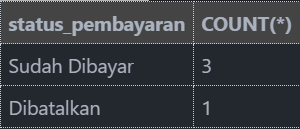 status_pembayaran COUNT(*)
Sudah Dibayar 3
Dibatalkan 1